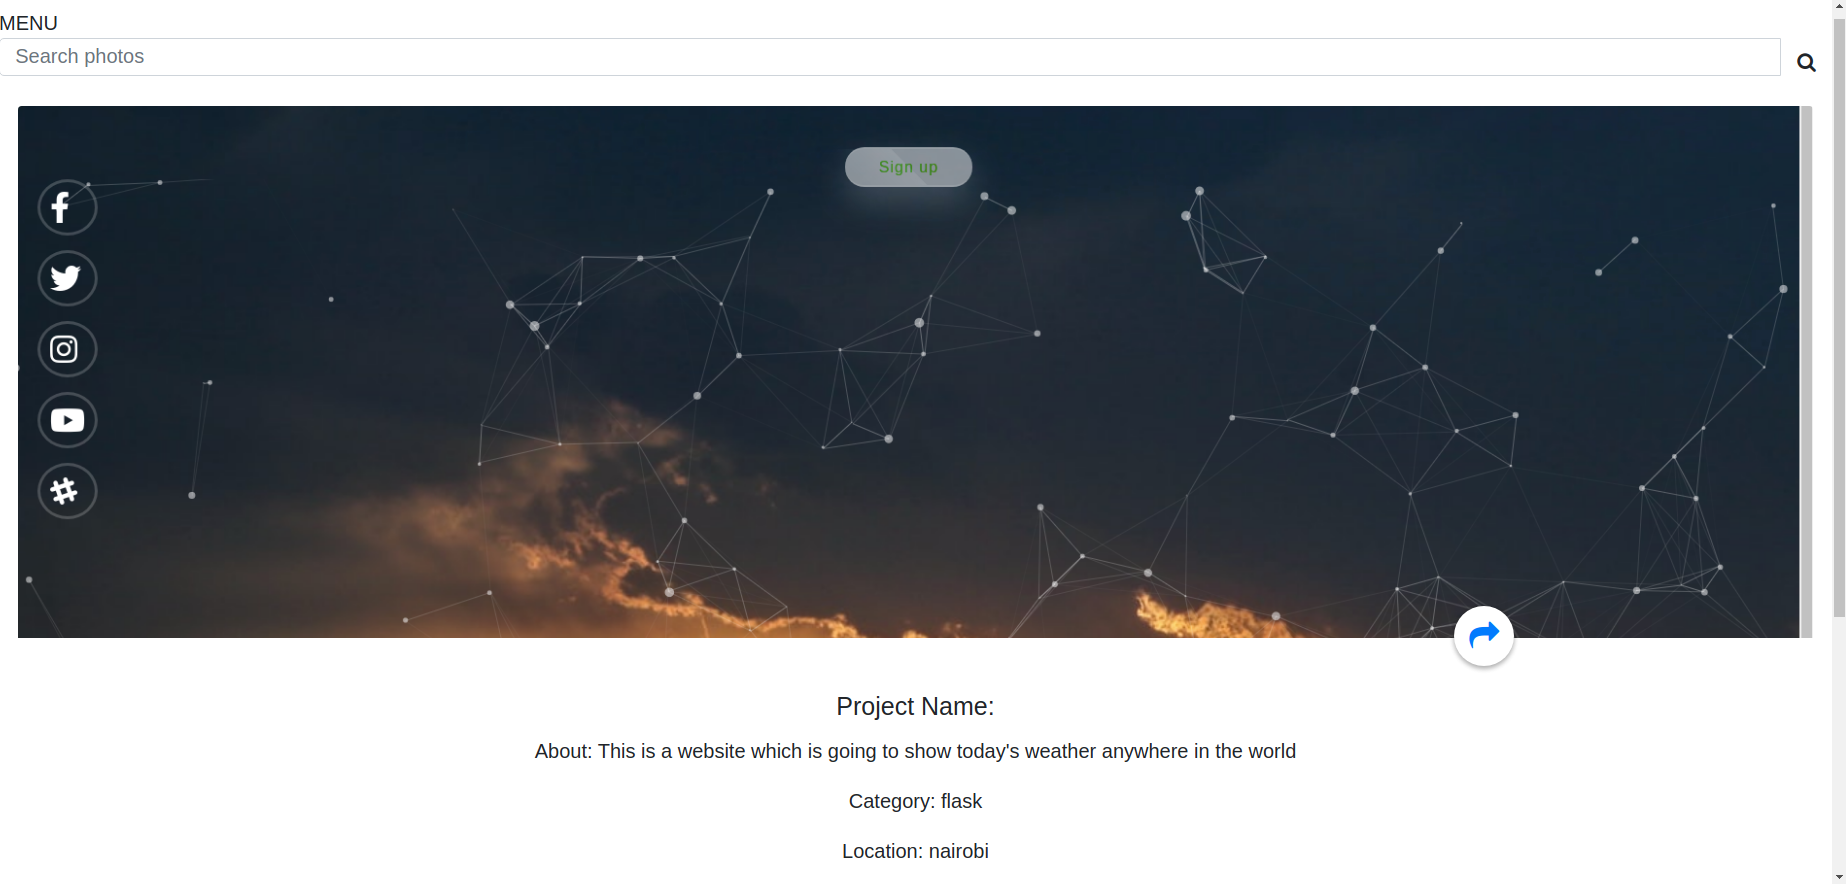 MENU
Search photos
Sign up
Project Name:
About: This is a website which is going to show today's weather anywhere in the world
Category: flask
Location: nairobi